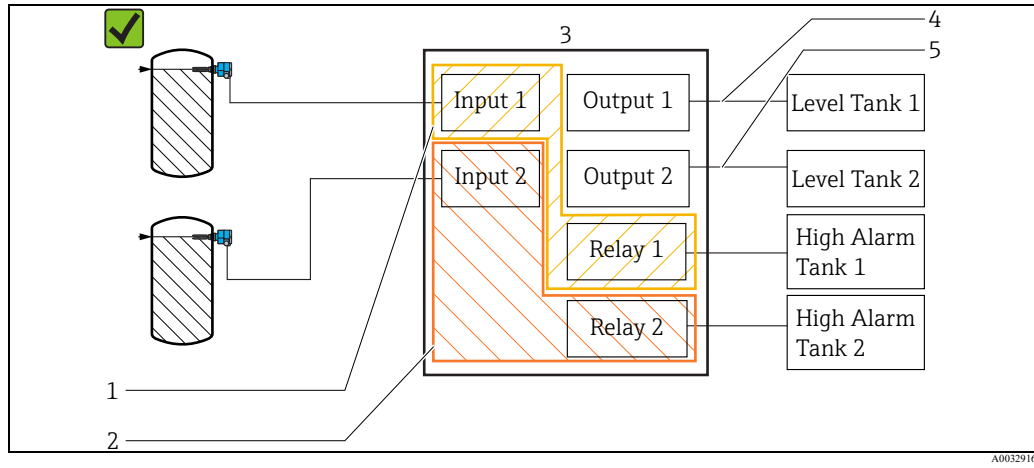 3
4
5
Input 1
Output 1
Level Tank 1
Input 2
Output 2
Level Tank 2
Relay 1
High Alarm
Tank 1
Relay 2
High Alarm
Tank 2
1
2
A0032916